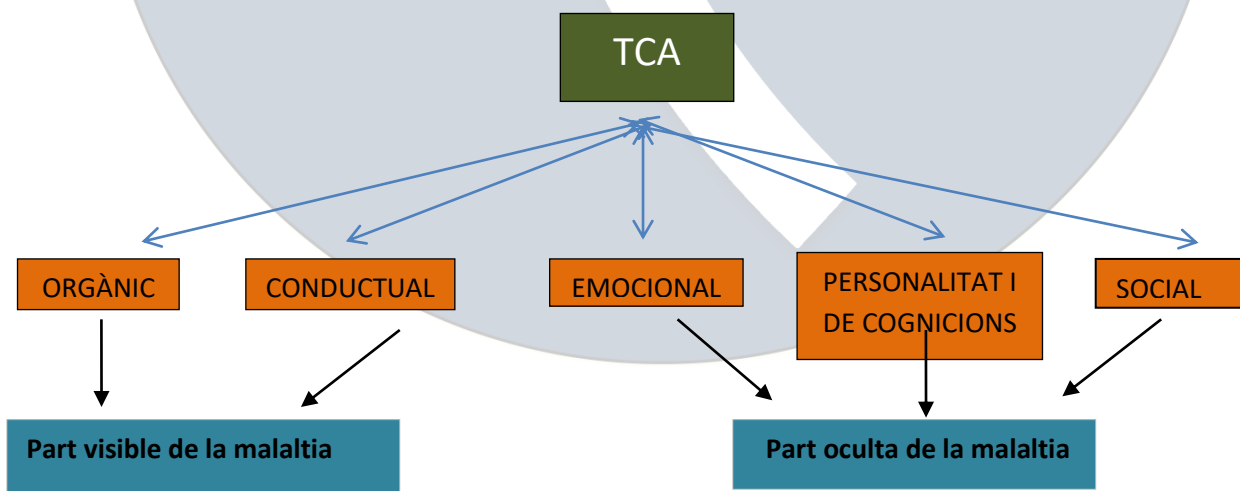 TCA
ORGÀNIC
CONDUCTUAL
EMOCIONAL
PERSONALITAT I
DE COGNICIONS
SOCIAL
Part visible de la malaltia
Part oculta de la malaltia